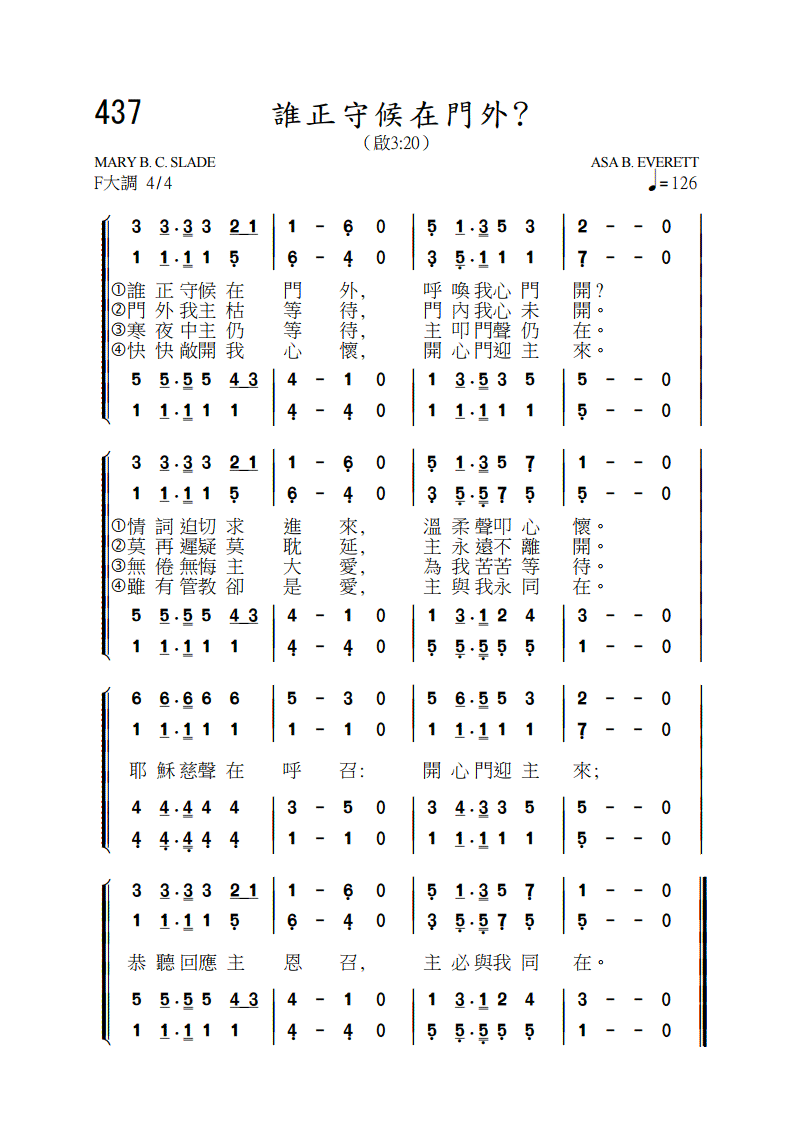 437
誰正守候在門外?
(啟3:20)
MARY B. C. SLADE
ASA B. EVERETT
F大調 4/4
♩=126
3 3·3 3 2 1 | 1 - 6 0 | 5 1·3 5 3 | 2 - - 0
1 1·1 1 5 | 6 - 4 0 | 3 5·1 1 1 | 7 - - 0
①誰正守候在門外, 呼喚我心門開?
②門外我主枯等待, 門內我心未開。
③寒夜中主仍等待, 主叩門聲仍在。
④快快敞開我心懷, 開心門迎主來。
5 5·5 5 4 3 | 4 - 1 0 | 1 3·5 3 5 | 5 - - 0
1 1·1 1 1 | 4 - 4 0 | 1 1·1 1 1 | 5 - - 0
3 3·3 3 2 1 | 1 - 6 0 | 5 1·3 5 7 | 1 - - 0
1 1·1 1 5 | 6 - 4 0 | 3 5·5 7 5 | 5 - - 0
①情詞迫切求進來, 溫柔聲叩心懷。
②莫再遲疑莫耽延, 主永遠不離開。
③無倦無悔主大愛, 為我苦苦等待。
④雖有管教卻是愛, 主與我永同在。
5 5·5 5 4 3 | 4 - 1 0 | 1 3·1 2 4 | 3 - - 0
1 1·1 1 1 | 4 - 4 0 | 5 5·5 5 5 | 1 - - 0
6 6·6 6 6 | 5 - 3 0 | 5 6·5 5 3 | 2 - - 0
1 1·1 1 1 | 1 - 1 0 | 1 1·1 1 1 | 7 - - 0
耶穌慈聲在呼召: 開心門迎主來;
4 4·4 4 4 | 3 - 5 0 | 3 4·3 3 5 | 5 - - 0
4 4·4 4 4 | 1 - 1 0 | 1 1·1 1 1 | 5 - - 0
3 3·3 3 2 1 | 1 - 6 0 | 5 1·3 5 7 | 1 - - 0
1 1·1 1 5 | 6 - 4 0 | 3 5·5 7 5 | 5 - - 0
恭聽回應主恩召, 主必與我同在。
5 5·5 5 4 3 | 4 - 1 0 | 1 3·1 2 4 | 3 - - 0
1 1·1 1 1 | 4 - 4 0 | 5 5·5 5 5 | 1 - - 0